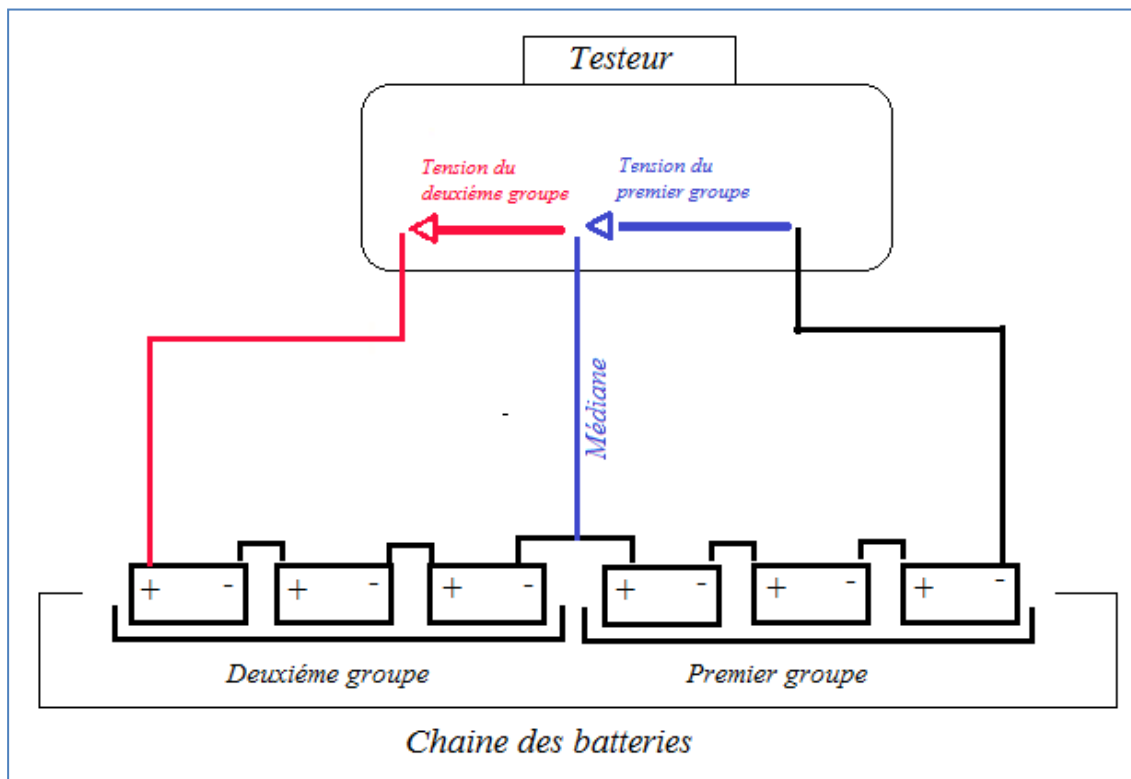 Testeur
Tension du
deuxiéme groupe
Tension du
premier groupe
Médiane
-
+ - + - + - + - + - + -
Deuxiéme groupe
Premier groupe
Chaine des batteries